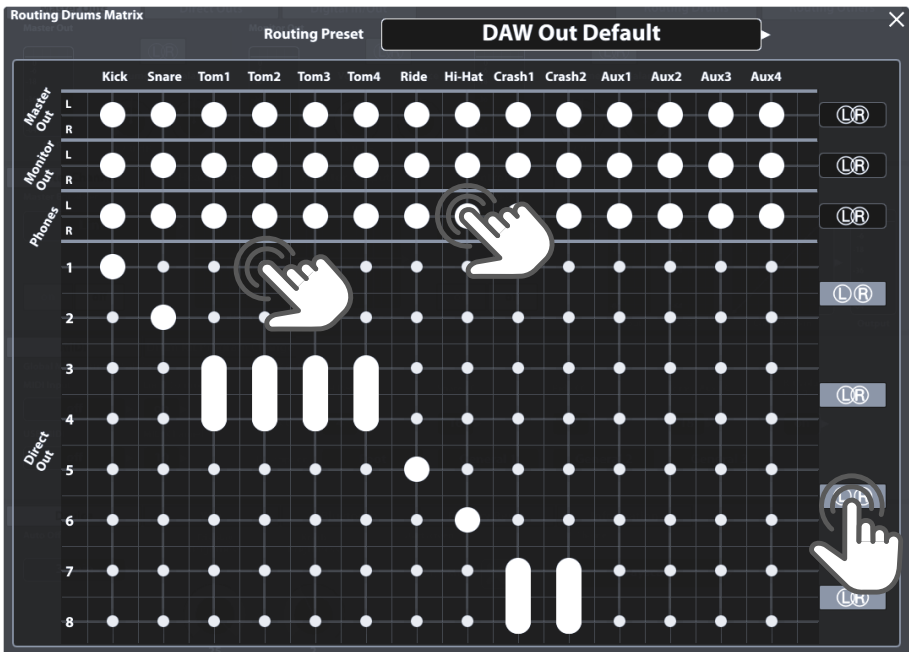 Routing Drums Matrix
Routing Preset DAW Out Default
Kick Snare Tom1 Tom2 Tom3 Tom4 Ride Hi-Hat Crash1 Crash2 Aux1 Aux2 Aux3 Aux4
Master Out L R LR
Monitor Out L R LR
Phones L R LR
1
LR
2
3
LR
4
Direct Out
5
LR
6
7
LR
8